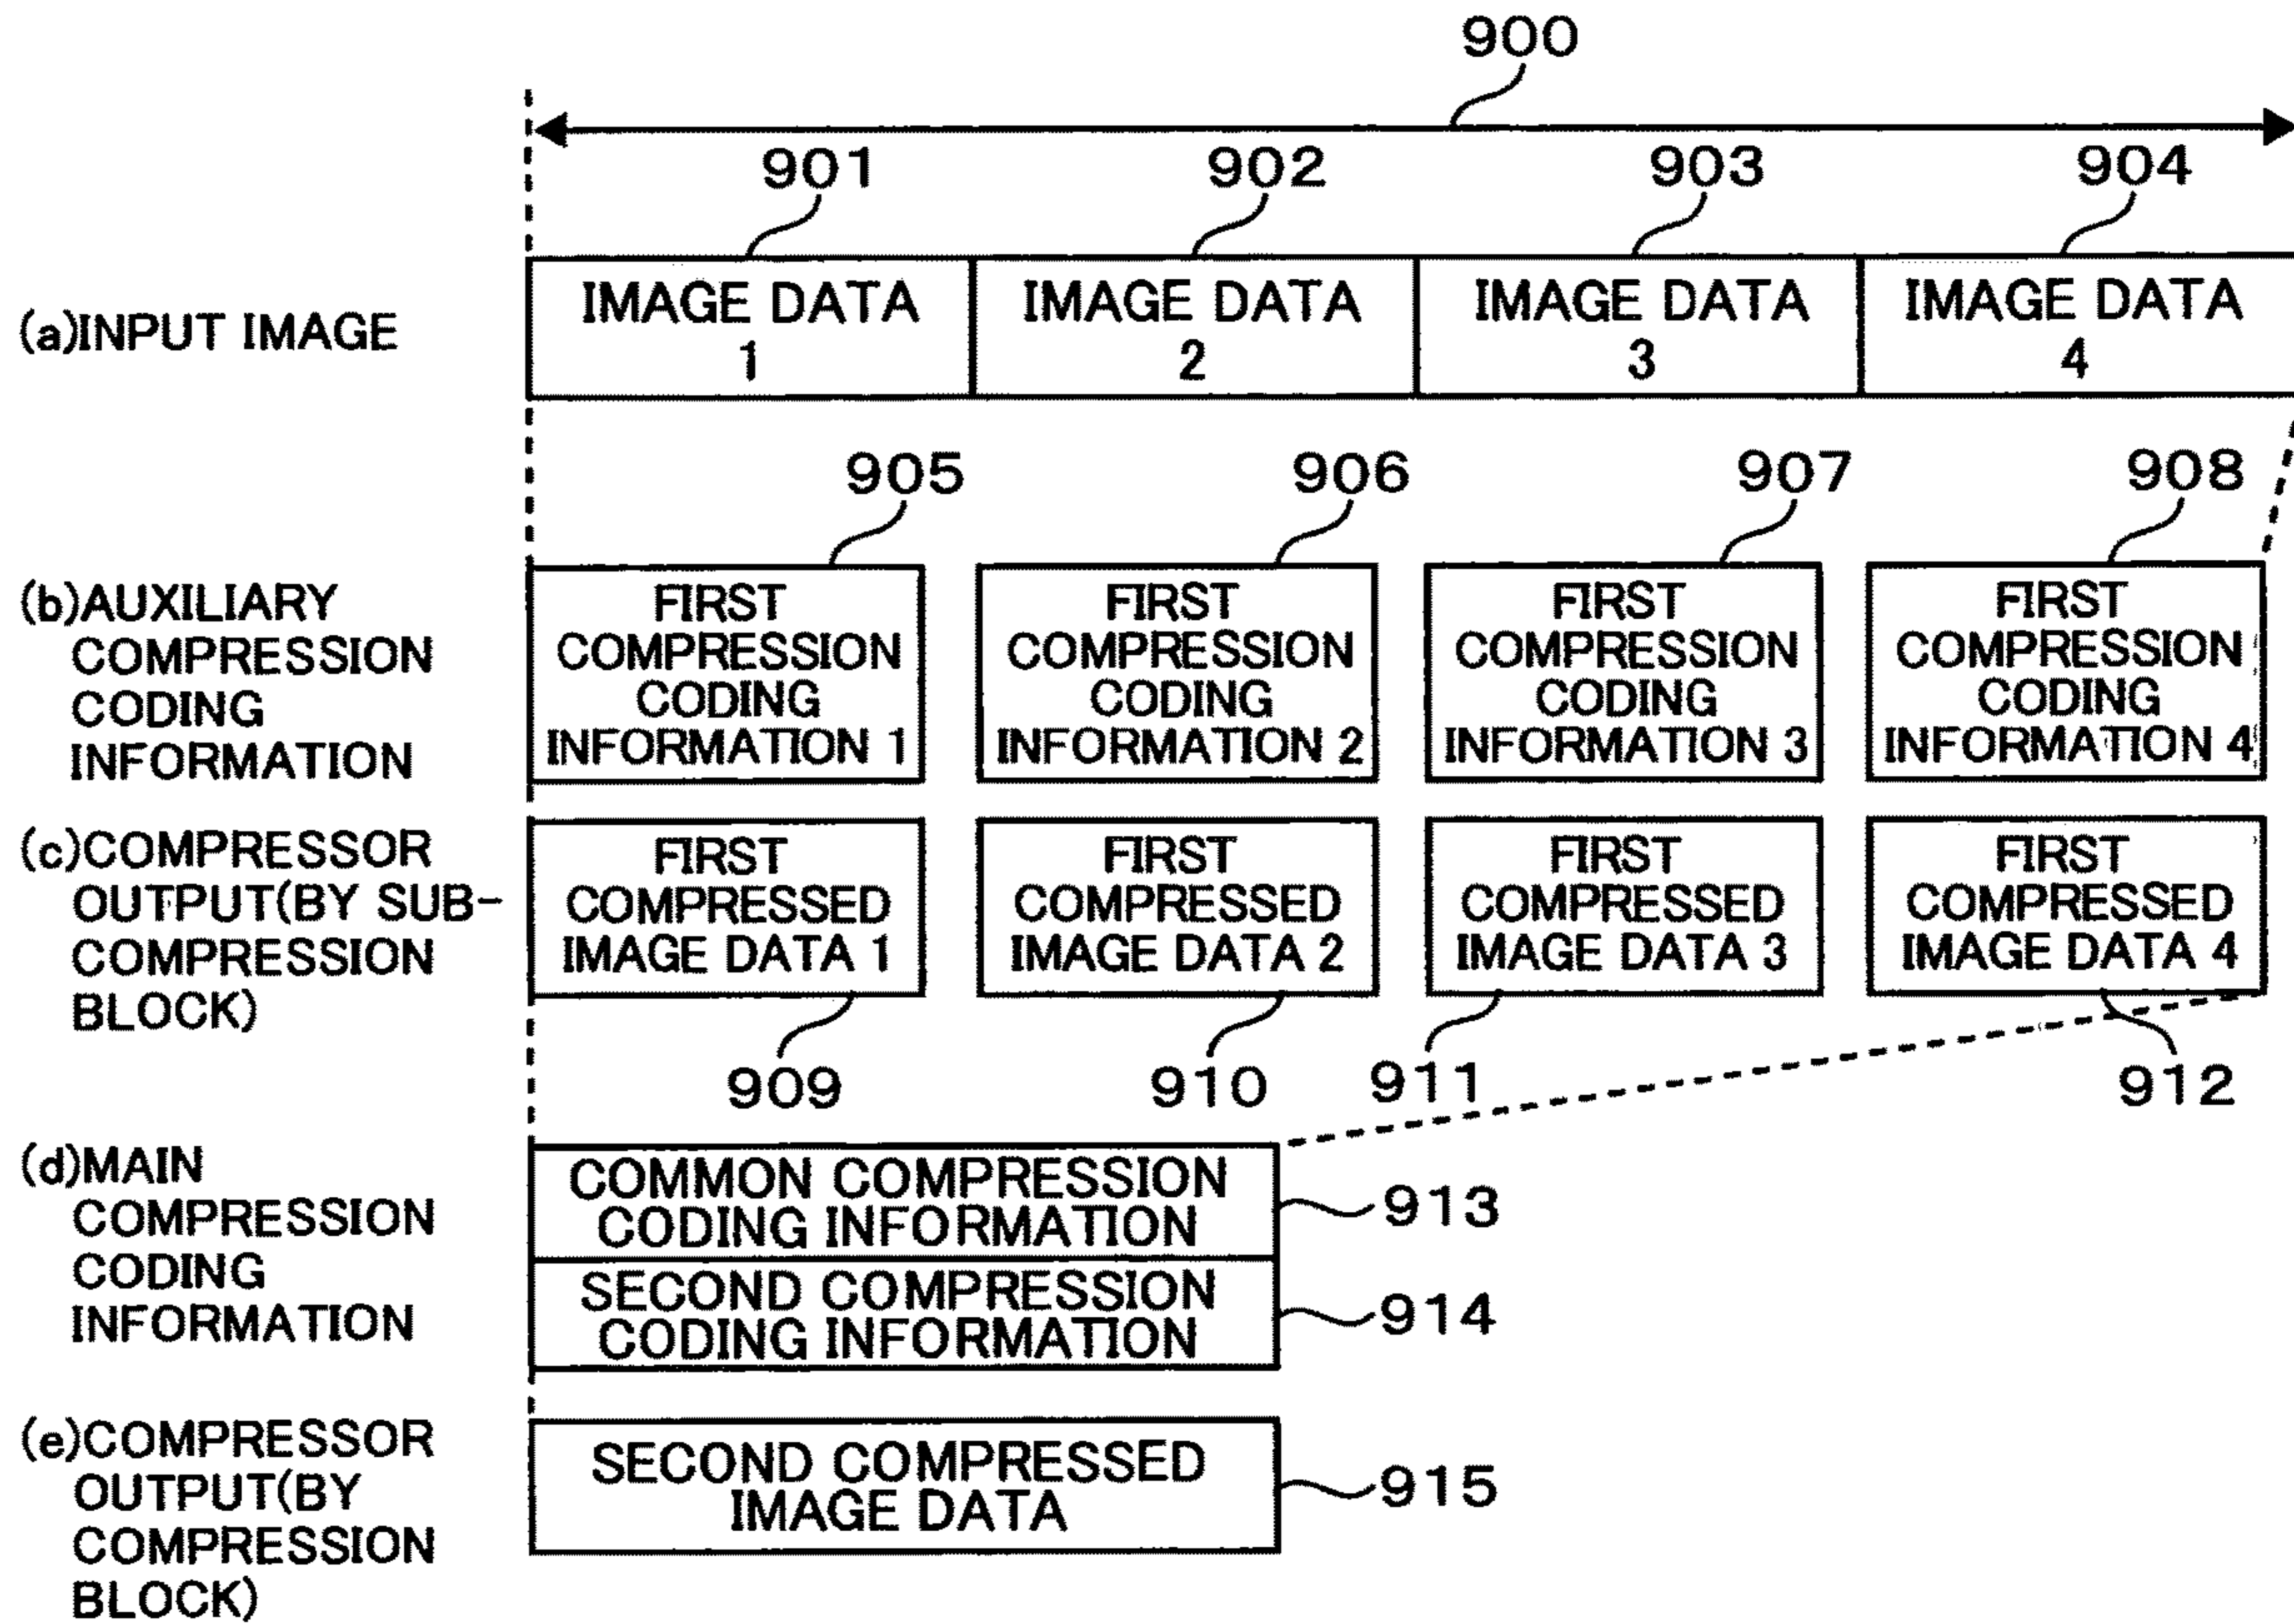 900
901 902 903 904
(a)INPUT IMAGE
IMAGE DATA
1
IMAGE DATA
2
IMAGE DATA
3
IMAGE DATA
4
905 906 907 908
(b)AUXILIARY
COMPRESSION
CODING
INFORMATION
FIRST
COMPRESSION
CODING
INFORMATION 1
FIRST
COMPRESSION
CODING
INFORMATION 2
FIRST
COMPRESSION
CODING
INFORMATION 3
FIRST
COMPRESSION
CODING
INFORMATION 4
(c)COMPRESSOR
OUTPUT(BY SUB-
COMPRESSION
BLOCK)
FIRST
COMPRESSED
IMAGE DATA 1
FIRST
COMPRESSED
IMAGE DATA 2
FIRST
COMPRESSED
IMAGE DATA 3
FIRST
COMPRESSED
IMAGE DATA 4
909 910 911 912
(d)MAIN
COMPRESSION
CODING
INFORMATION
COMMON COMPRESSION
CODING INFORMATION
913
SECOND COMPRESSION
CODING INFORMATION
914
(e)COMPRESSOR
OUTPUT(BY
COMPRESSION
BLOCK)
SECOND COMPRESSED
IMAGE DATA
915